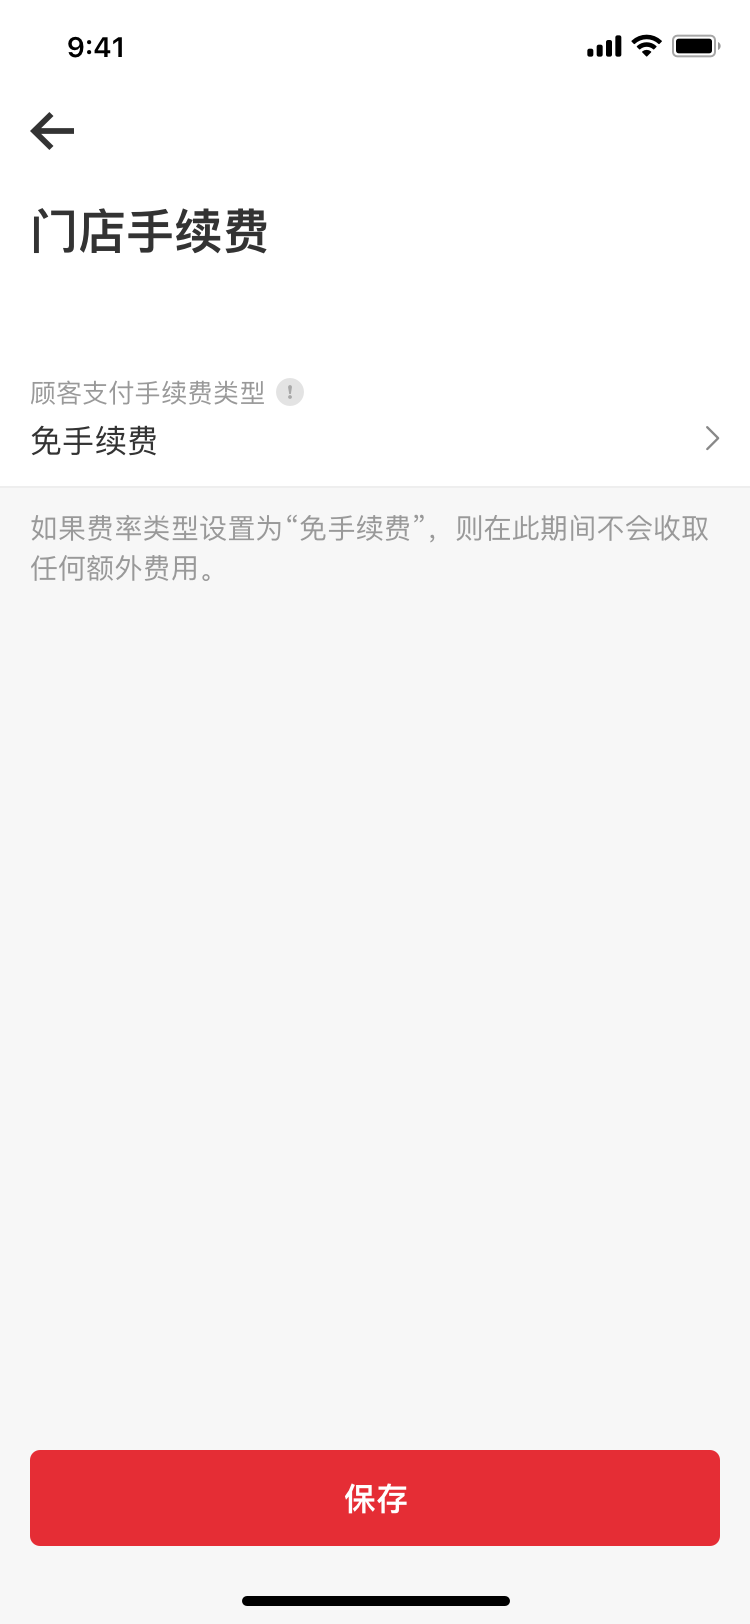 9:41
门店手续费
顾客支付手续费类型
免手续费
如果费率类型设置为“免手续费”，则在此期间不会收取
任何额外费用。
保存